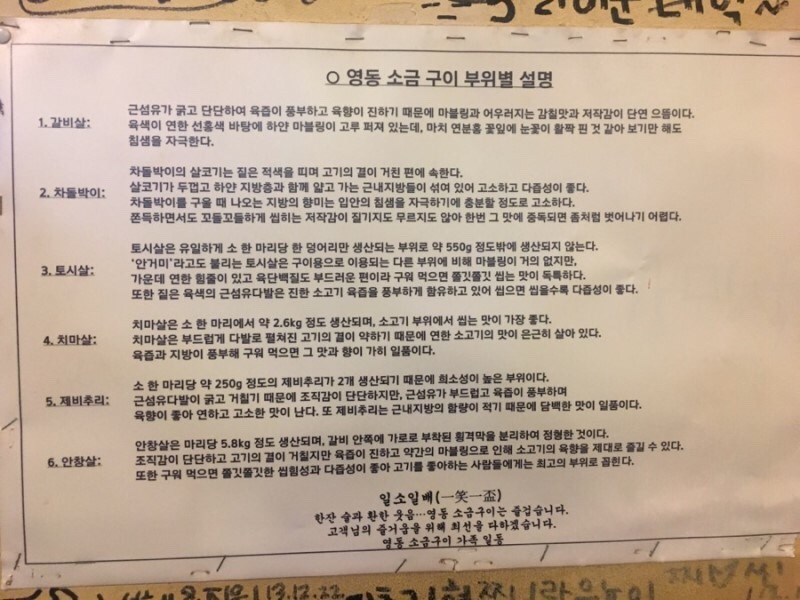 ○ 영동 소금 구이 부위별 설명
1. 갈비살:
근섬유가 굵고 단단하여 육즙이 풍부하고 육향이 진하기 때문에 마블링과 어우러지는 감칠맛과 저작감이 단연 으뜸이다.
육색이 연한 선홍색 바탕에 하얀 마블링이 고루 퍼져 있는데, 마치 연분홍 꽃잎에 눈꽃이 활짝 핀 것 같아 보기만 해도
침샘을 자극한다.
2. 차돌박이:
차돌박이의 살코기는 짙은 적색을 띠며 고기의 결이 거친 편에 속한다.
살코기가 두껍고 하얀 지방층과 함께 얇고 가는 근내지방들이 섞여 있어 고소하고 다즙성이 좋다.
차돌박이를 구울 때 나오는 지방의 향미는 입안의 침샘을 자극하기에 충분할 정도로 고소하다.
쫀득하면서도 꼬들꼬들하게 씹히는 저작감이 질기지도 무르지도 않아 한번 그 맛에 중독되면 좀처럼 벗어나기 어렵다.
3. 토시살:
토시살은 유일하게 소 한 마리당 한 덩어리만 생산되는 부위로 약 550g 정도밖에 생산되지 않는다.
‘안거미’라고도 불리는 토시살은 구이용으로 이용되는 다른 부위에 비해 마블링이 거의 없지만,
가운데 연한 힘줄이 있고 육단백질도 부드러운 편이라 구워 먹으면 쫄깃쫄깃 씹는 맛이 독특하다.
또한 짙은 육색의 근섬유다발은 진한 소고기 육즙을 풍부하게 함유하고 있어 씹으면 씹을수록 다즙성이 좋다.
4. 치마살:
치마살은 소 한 마리에서 약 2.6kg 정도 생산되며, 소고기 부위에서 씹는 맛이 가장 좋다.
치마살은 부드럽게 다발로 펼쳐진 고기의 결이 약하기 때문에 연한 소고기의 맛이 은근히 살아 있다.
육즙과 지방이 풍부해 구워 먹으면 그 맛과 향이 가히 일품이다.
5. 제비추리:
소 한 마리당 약 250g 정도의 제비추리가 2개 생산되기 때문에 희소성이 높은 부위이다.
근섬유다발이 굵고 거칠기 때문에 조직감이 단단하지만, 근섬유가 부드럽고 육즙이 풍부하며
육향이 좋아 연하고 고소한 맛이 난다. 또 제비추리는 근내지방의 함량이 적기 때문에 담백한 맛이 일품이다.
6. 안창살:
안창살은 마리당 5.8kg 정도 생산되며, 갈비 안쪽에 가로로 부착된 횡격막을 분리하여 정형한 것이다.
조직감이 단단하고 고기의 결이 거칠지만 육즙이 진하고 약간의 마블링으로 인해 소고기의 육향을 제대로 즐길 수 있다.
또한 구워 먹으면 쫄깃쫄깃한 씹힘성과 다즙성이 좋아 고기를 좋아하는 사람들에게는 최고의 부위로 꼽힌다.
일소일배(一笑一盃)
한잔 술과 환한 웃음…영동 소금구이는 즐겁습니다.
고객님의 즐거움을 위해 최선을 다하겠습니다.
영동 소금구이 가족 일동